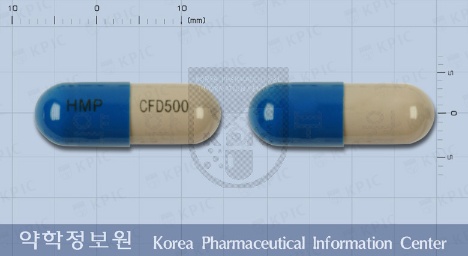 10 0 10 (mm)
HMP CFD500
5
0
5
약학정보원 Korea Pharmaceutical Information Center